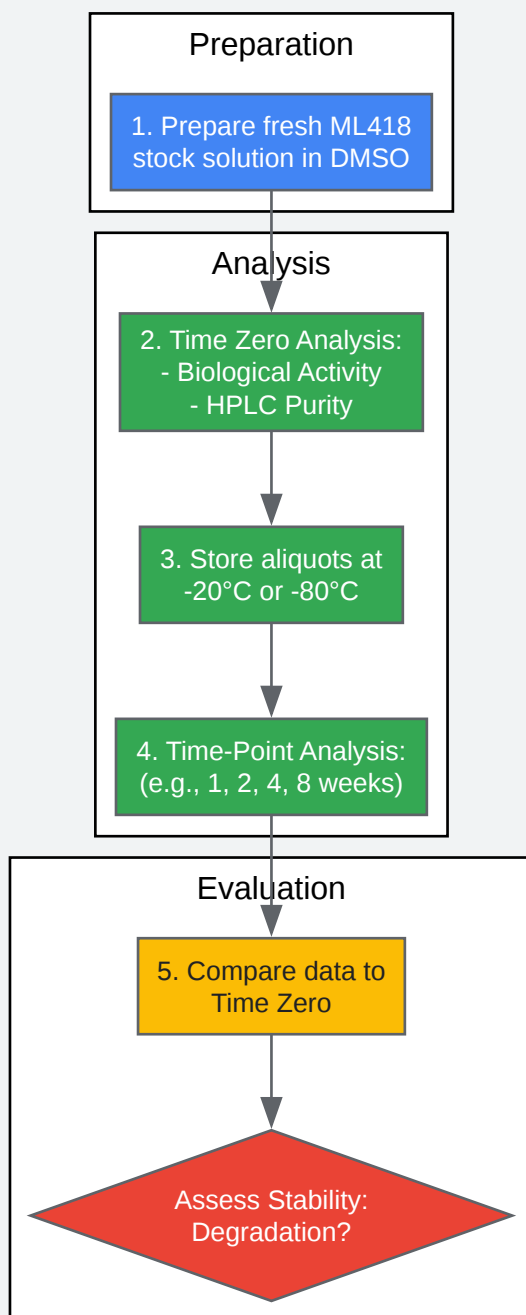 Preparation
1. Prepare fresh ML418
stock solution in DMSO
Analysis
2. Time Zero Analysis:
- Biological Activity
- HPLC Purity
3. Store aliquots at
-20°C or -80°C
4. Time-Point Analysis:
(e.g., 1, 2, 4, 8 weeks)
Evaluation
5. Compare data to
Time Zero
Assess Stability:
Degradation?